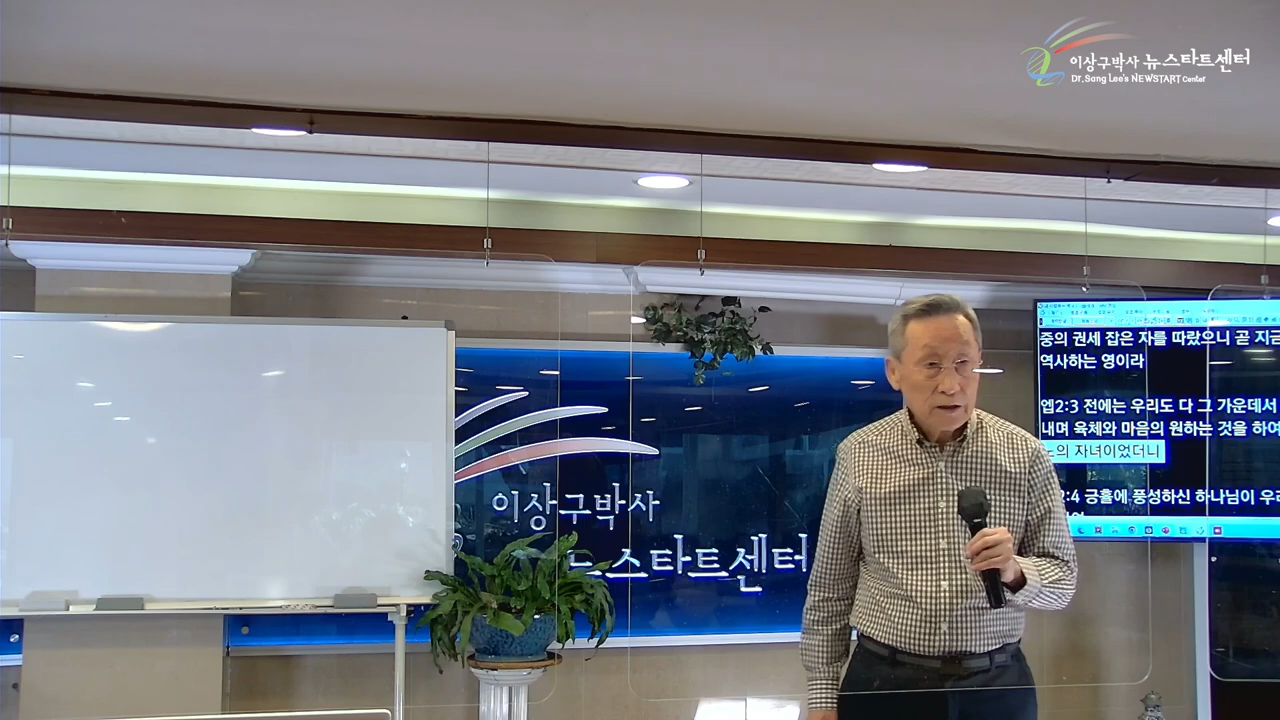 이상구박사 뉴스타트센터
Dr. Sang Lee's NEWSTART Center
이상구박사
뉴스타트센터
중의 권세 잡은 자를 따랐으니 곧 지금
역사하는 영이라
엡2:3 전에는 우리도 다 그 가운데서
내며 육체와 마음의 원하는 것을 하여
노의 자녀이었더니
2:4 긍휼에 풍성하신 하나님이 우리